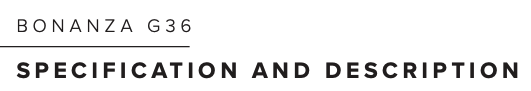 BONANZA G36
SPECIFICATION AND DESCRIPTION